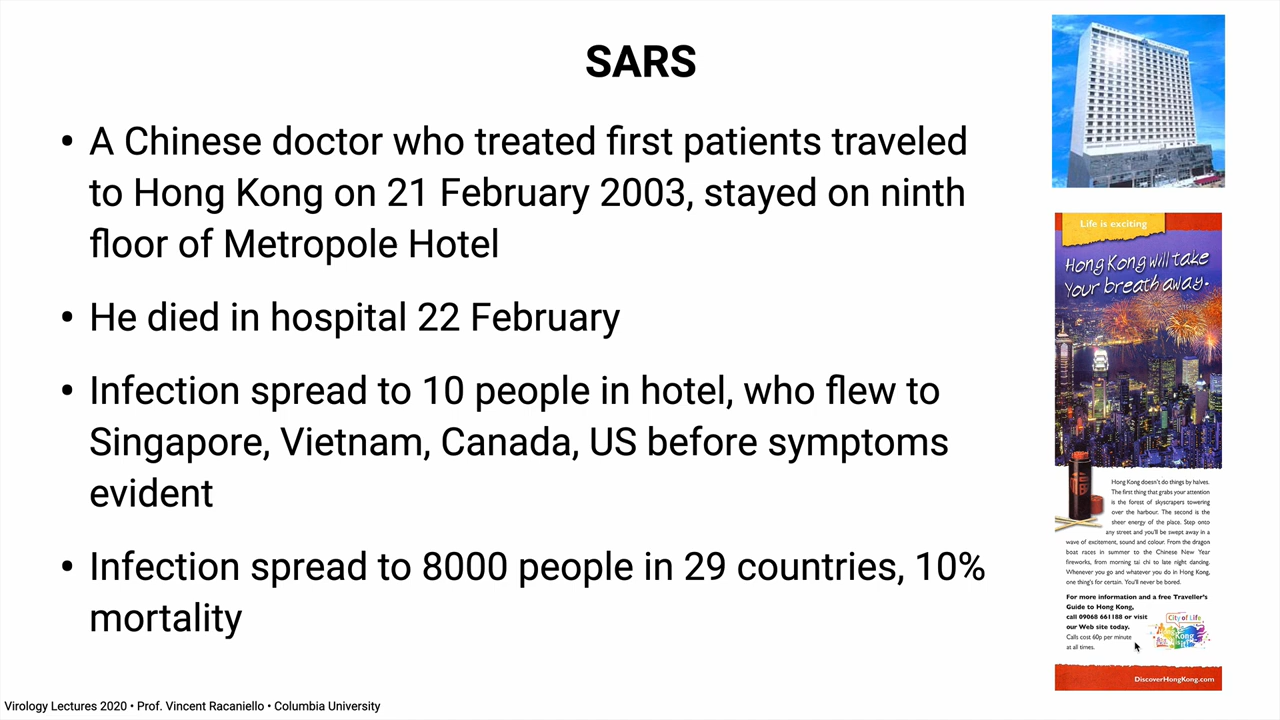 SARS
• A Chinese doctor who treated first patients traveled
to Hong Kong on 21 February 2003, stayed on ninth
floor of Metropole Hotel
• He died in hospital 22 February
• Infection spread to 10 people in hotel, who flew to
Singapore, Vietnam, Canada, US before symptoms
evident
• Infection spread to 8000 people in 29 countries, 10%
mortality
Life is exciting
Hong Kong will take
Your breath away.
福
Hong Kong doesn't do things by halves.
The first thing that grabs your attention
is the forest of skyscrapers towering
over the harbour. The second is the
sheer energy of the place. Step onto
any street and you'll be swept away in a
wave of excitement, sound and colour. From the dragon
boat races in summer to the Chinese New Year
fireworks, from morning tai chi to late night dancing.
Whenever you go and whatever you do in Hong Kong,
one thing's for certain. You'll never be bored.
For more information and a free Traveller's
Guide to Hong Kong,
call 09068 661188 or visit
our Web site today.
Calls cost 60p per minute
at all times.
City of Life
Kong
DiscoverHongKong.com
Virology Lectures 2020 • Prof. Vincent Racaniello • Columbia University